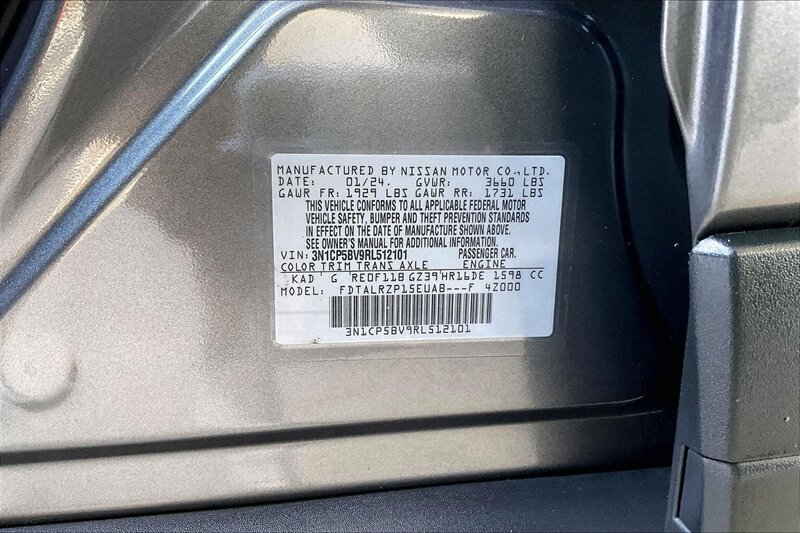 MANUFACTURED BY NISSAN MOTOR CO.,LTD.
DATE: 01/24. GVWR: 3660 LBS
GAWR FR: 1929 LBS GAWR RR: 1731 LBS
THIS VEHICLE CONFORMS TO ALL APPLICABLE FEDERAL MOTOR
VEHICLE SAFETY, BUMPER AND THEFT PREVENTION STANDARDS
IN EFFECT ON THE DATE OF MANUFACTURE SHOWN ABOVE.
SEE OWNER'S MANUAL FOR ADDITIONAL INFORMATION.
VIN: 3N1CP5BV9RL512101 PASSENGER CAR.
COLOR TRIM TRANS AXLE ENGINE
KAD ' G RE0F11B GZ39'HR16DE 1598 CC
MODEL: FDTALRZP15EUAB---F 4Z000
3N1CP5BV9RL512101